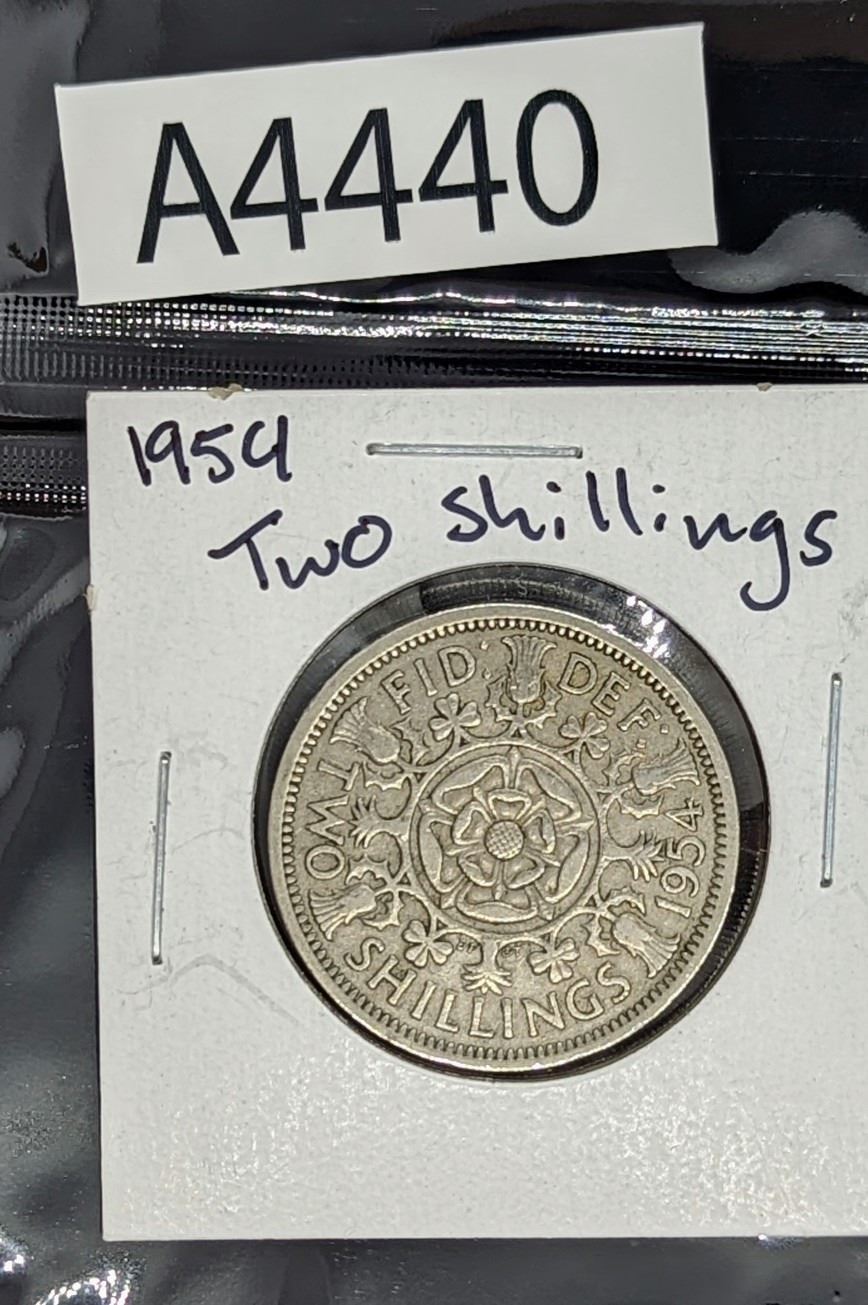 A4440
1954
Two Shillings
TWO SHILLINGS 1954
FID · DEF ·